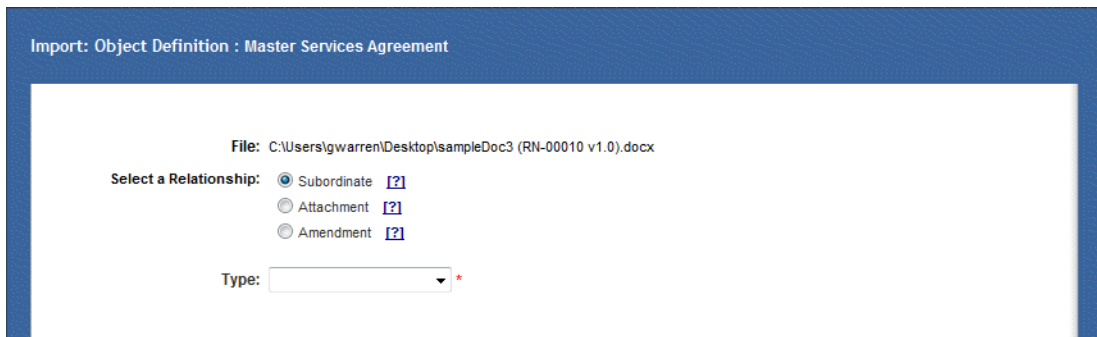 Import: Object Definition : Master Services Agreement
File: C:\Users\gwarren\Desktop\sampleDoc3 (RN-00010 v1.0).docx
Select a Relationship: Subordinate [?]
Attachment [?]
Amendment [?]
Type: *